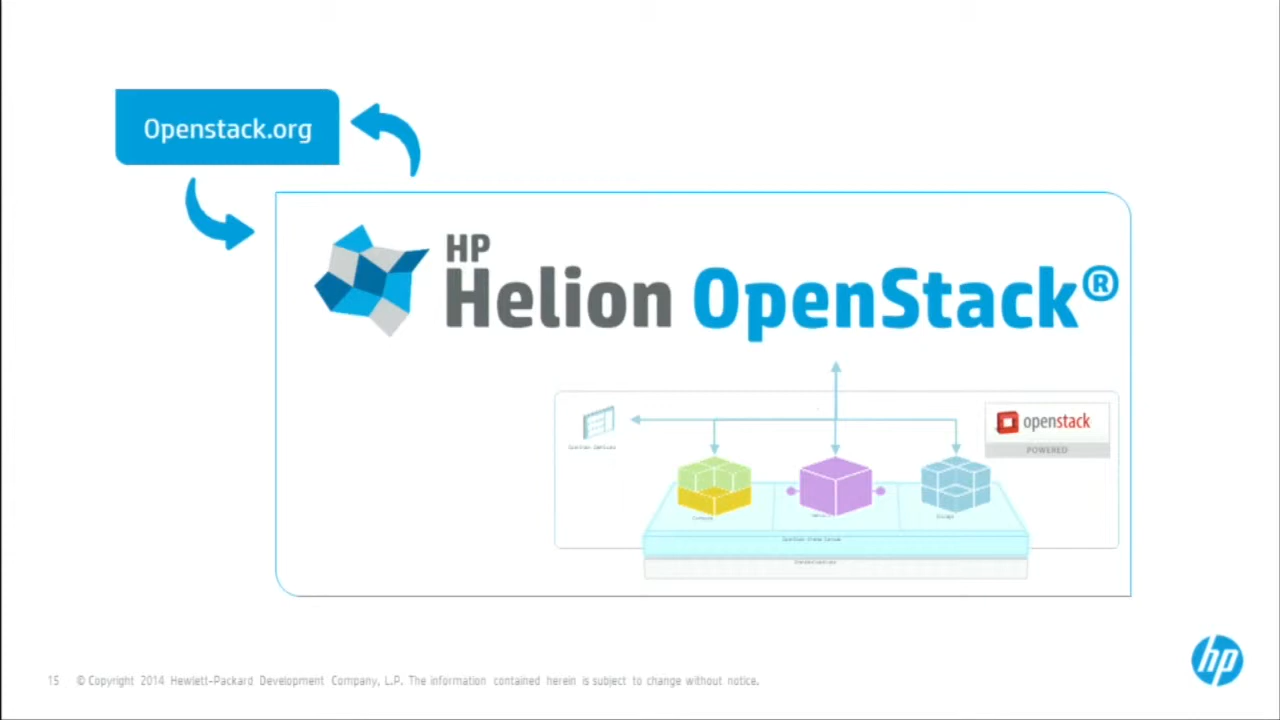 Openstack.org
HP
Helion OpenStack®
openstack
POWERED
15 © Copyright 2014 Hewlett-Packard Development Company, L.P. The information contained herein is subject to change without notice.
hp